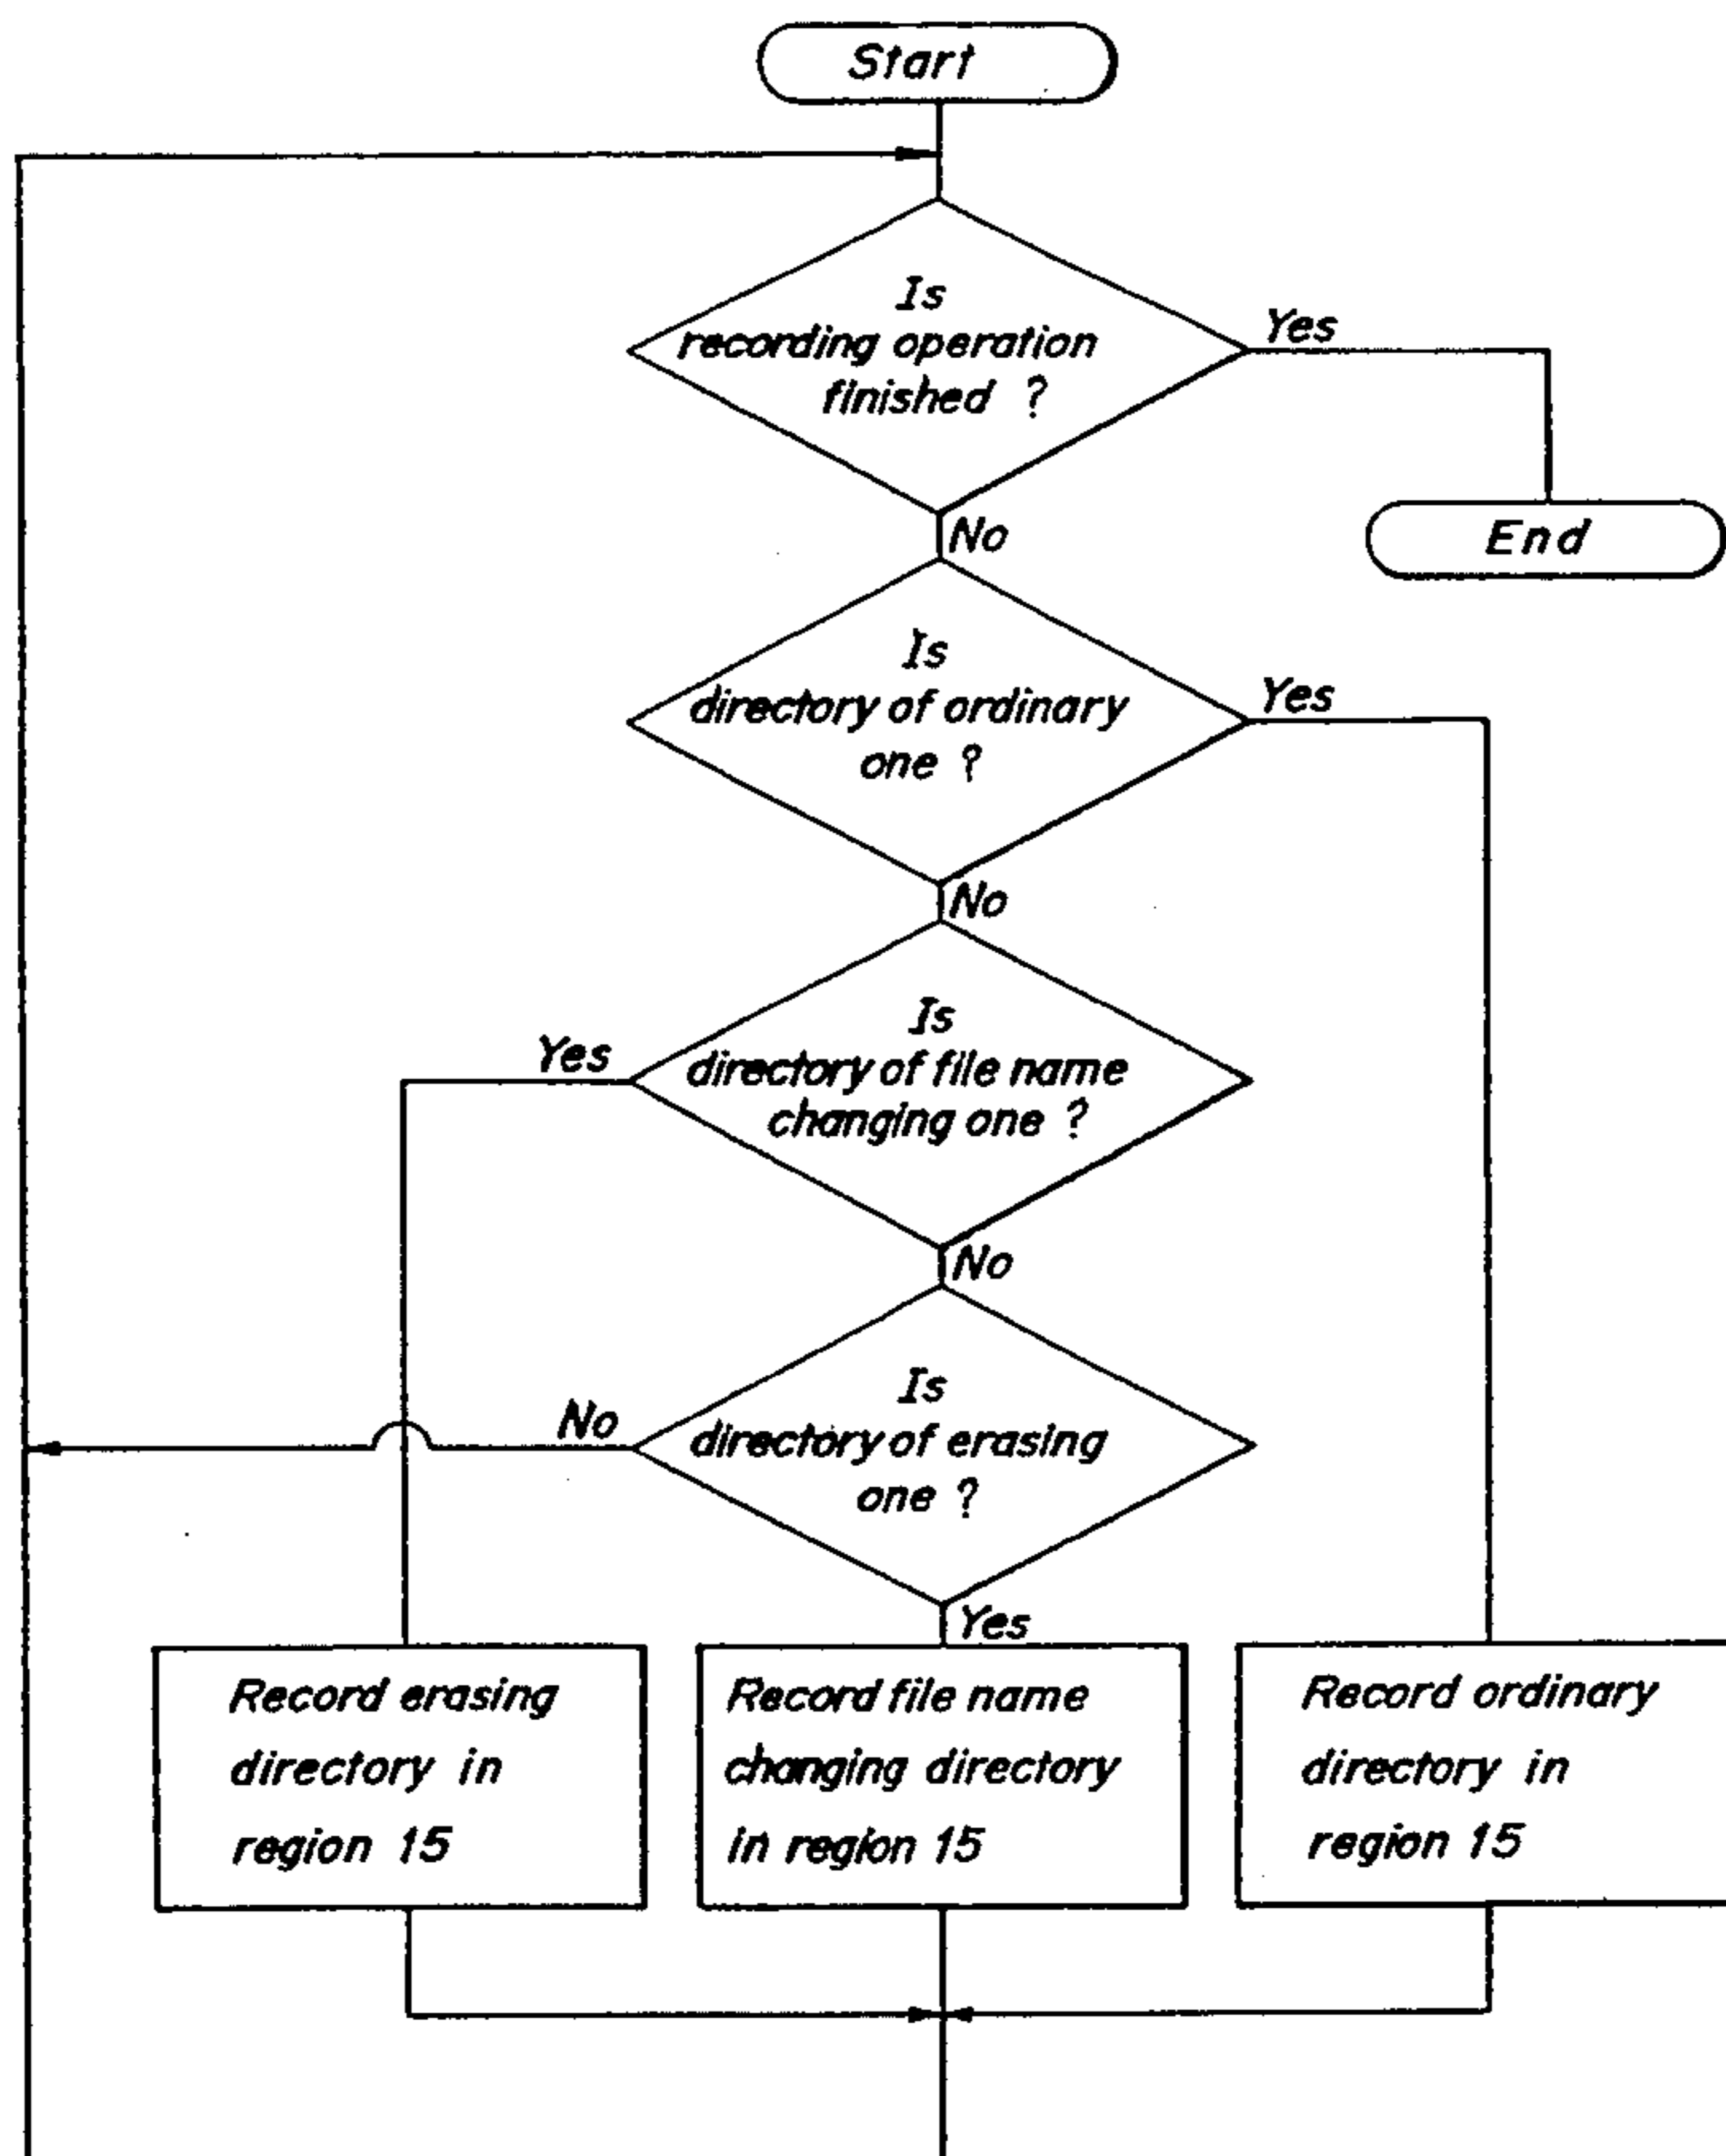 Start
Is
recording operation
finished ?
Yes
No
End
Is
directory of ordinary
one ?
Yes
No
Is
directory of file name
changing one ?
Yes
No
Is
directory of erasing
one ?
No
Yes
Record erasing
directory in
region 15
Record file name
changing directory
in region 15
Record ordinary
directory in
region 15